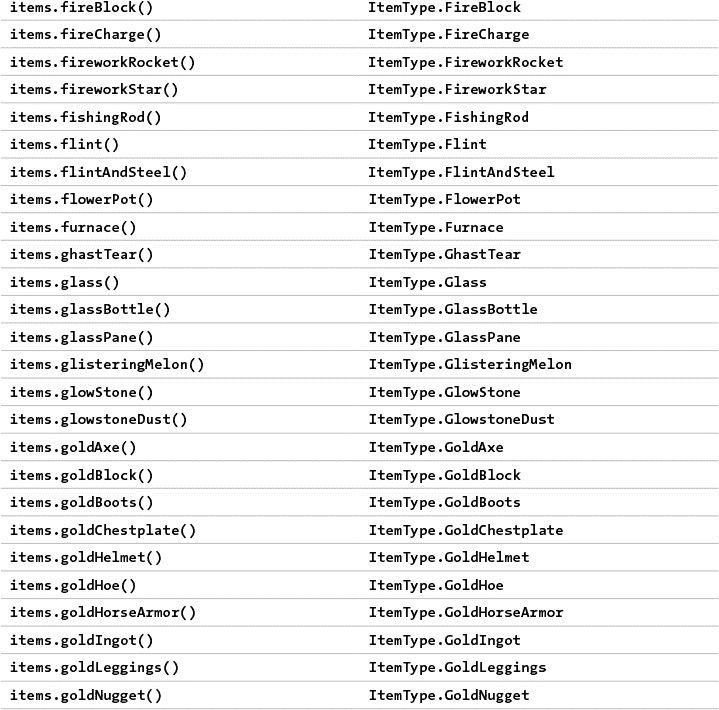 items.fireBlock() ItemType.FireBlock
items.fireCharge() ItemType.FireCharge
items.fireworkRocket() ItemType.FireworkRocket
items.fireworkStar() ItemType.FireworkStar
items.fishingRod() ItemType.FishingRod
items.flint() ItemType.Flint
items.flintAndSteel() ItemType.FlintAndSteel
items.flowerPot() ItemType.FlowerPot
items.furnace() ItemType.Furnace
items.ghastTear() ItemType.GhastTear
items.glass() ItemType.Glass
items.glassBottle() ItemType.GlassBottle
items.glassPane() ItemType.GlassPane
items.glisteringMelon() ItemType.GlisteringMelon
items.glowStone() ItemType.GlowStone
items.glowstoneDust() ItemType.GlowstoneDust
items.goldAxe() ItemType.GoldAxe
items.goldBlock() ItemType.GoldBlock
items.goldBoots() ItemType.GoldBoots
items.goldChestplate() ItemType.GoldChestplate
items.goldHelmet() ItemType.GoldHelmet
items.goldHoe() ItemType.GoldHoe
items.goldHorseArmor() ItemType.GoldHorseArmor
items.goldIngot() ItemType.GoldIngot
items.goldLeggings() ItemType.GoldLeggings
items.goldNugget() ItemType.GoldNugget